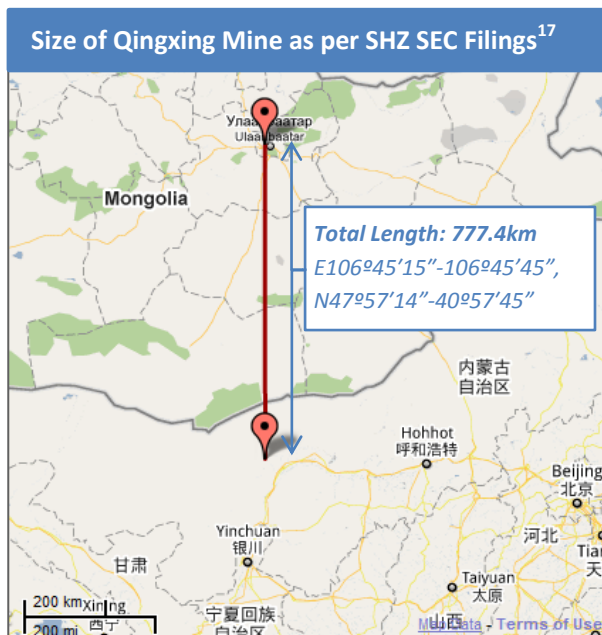 Size of Qingxing Mine as per SHZ SEC Filings17
Улаанбаатар
Ulaanbaatar
Mongolia
Total Length: 777.4km
E106º45’15”-106º45’45”,
N47º57’14”-40º57’45”
内蒙古
自治区
Hohhot
呼和浩特
Beijing
北京
Yinchuan
银川
河北
甘肃
Tian
天
Taiyuan
太原
200 km
Xining
西宁
200 mi
宁夏回族
自治区
山西
Map Data - Terms of Use